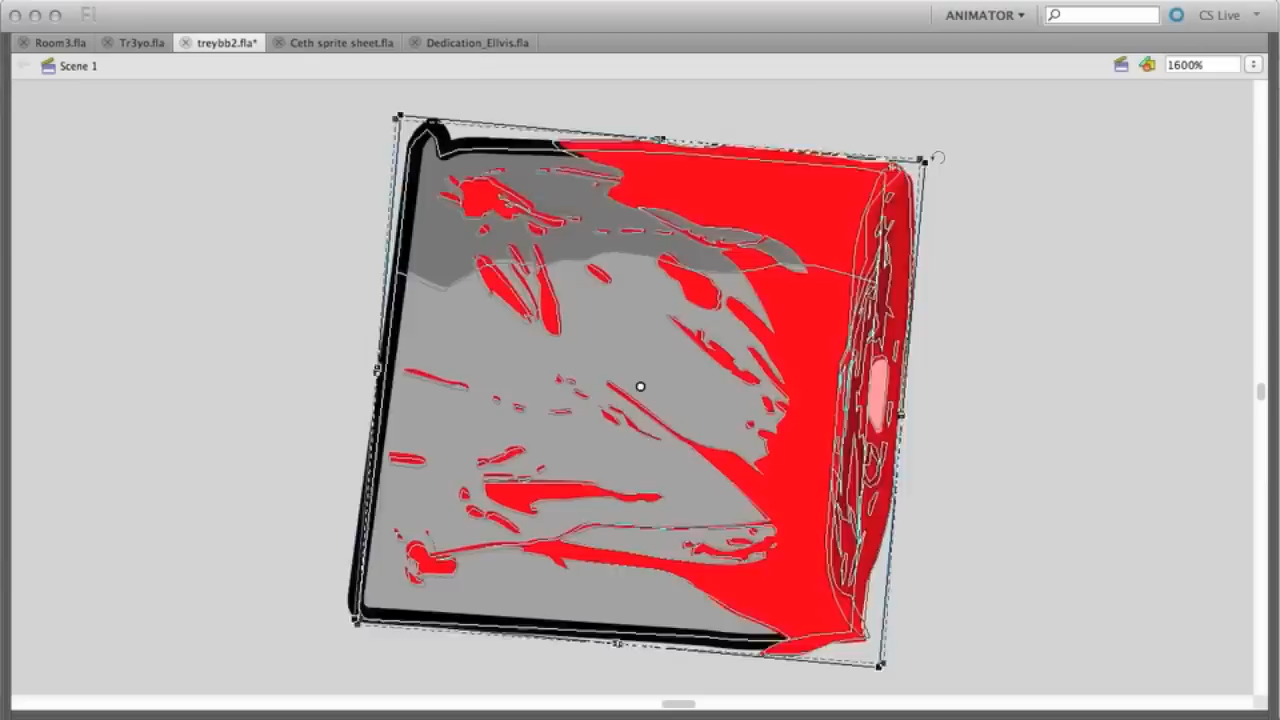 Fl ANIMATOR CS Live
Room3.fla Tr3yo.fla treybb2.fla* Ceth sprite sheet.fla Dedication_Ellvis.fla
Scene 1 1600%